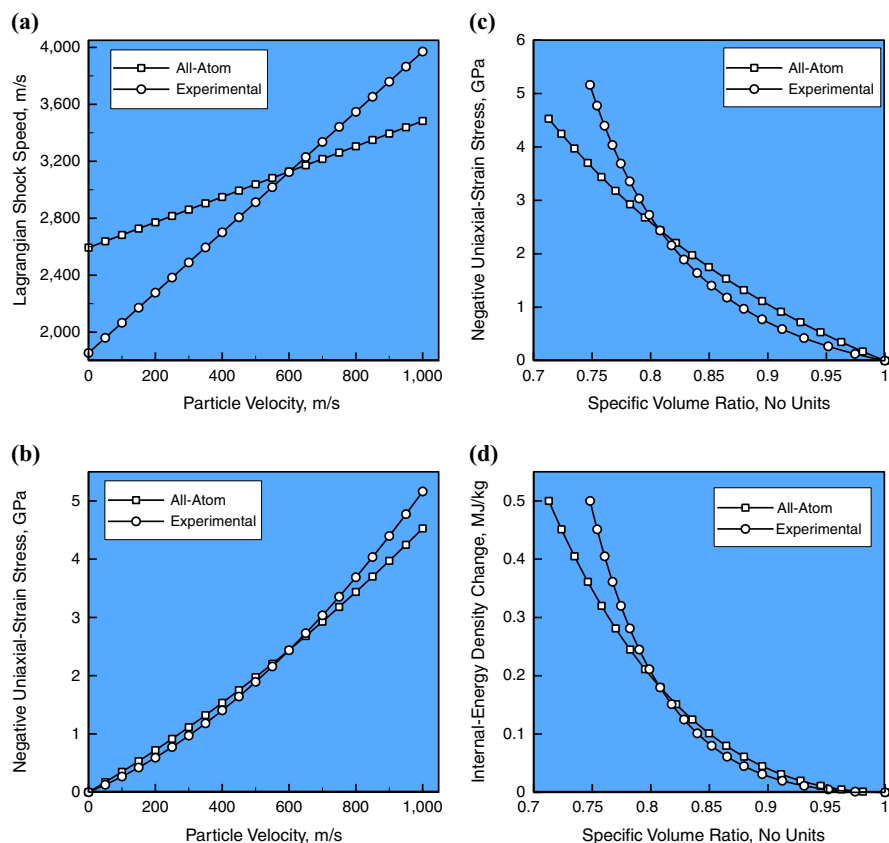 (a)
4,000
3,600
3,200
2,800
2,400
2,000
Lagrangian Shock Speed, m/s
All-Atom
Experimental
0 200 400 600 800 1,000
Particle Velocity, m/s
(c)
6
5
4
3
2
1
0
Negative Uniaxial-Strain Stress, GPa
All-Atom
Experimental
0.7 0.75 0.8 0.85 0.9 0.95 1
Specific Volume Ratio, No Units
(b)
5
4
3
2
1
0
Negative Uniaxial-Strain Stress, GPa
All-Atom
Experimental
0 200 400 600 800 1,000
Particle Velocity, m/s
(d)
0.5
0.4
0.3
0.2
0.1
0
Internal-Energy Density Change, MJ/kg
All-Atom
Experimental
0.7 0.75 0.8 0.85 0.9 0.95 1
Specific Volume Ratio, No Units